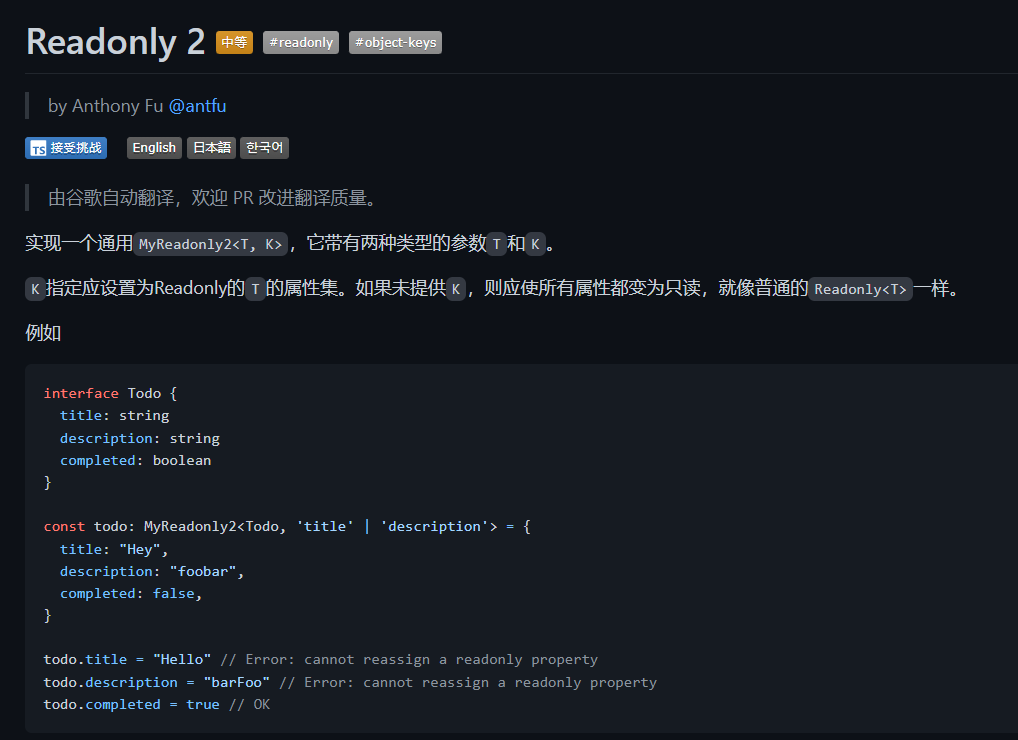 Readonly 2 中等 #readonly #object-keys
by Anthony Fu @antfu
TS 接受挑战 English 日本語 한국어
由谷歌自动翻译，欢迎 PR 改进翻译质量。
实现一个通用MyReadonly2<T, K>，它带有两种类型的参数T和K。
K指定应设置为Readonly的T的属性集。如果未提供K，则应使所有属性都变为只读，就像普通的Readonly<T>一样。
例如
interface Todo {
  title: string
  description: string
  completed: boolean
}
const todo: MyReadonly2<Todo, 'title' | 'description'> = {
  title: "Hey",
  description: "foobar",
  completed: false,
}
todo.title = "Hello" // Error: cannot reassign a readonly property
todo.description = "barFoo" // Error: cannot reassign a readonly property
todo.completed = true // OK